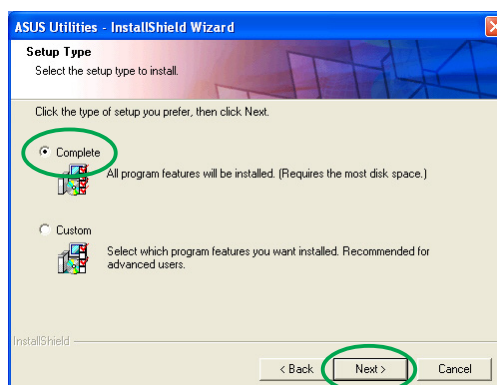 ASUS Utilities - InstallShield Wizard
Setup Type
Select the setup type to install.
Click the type of setup you prefer, then click Next.
Complete
All program features will be installed. (Requires the most disk space.)
Custom
Select which program features you want installed. Recommended for
advanced users.
InstallShield
< Back Next > Cancel